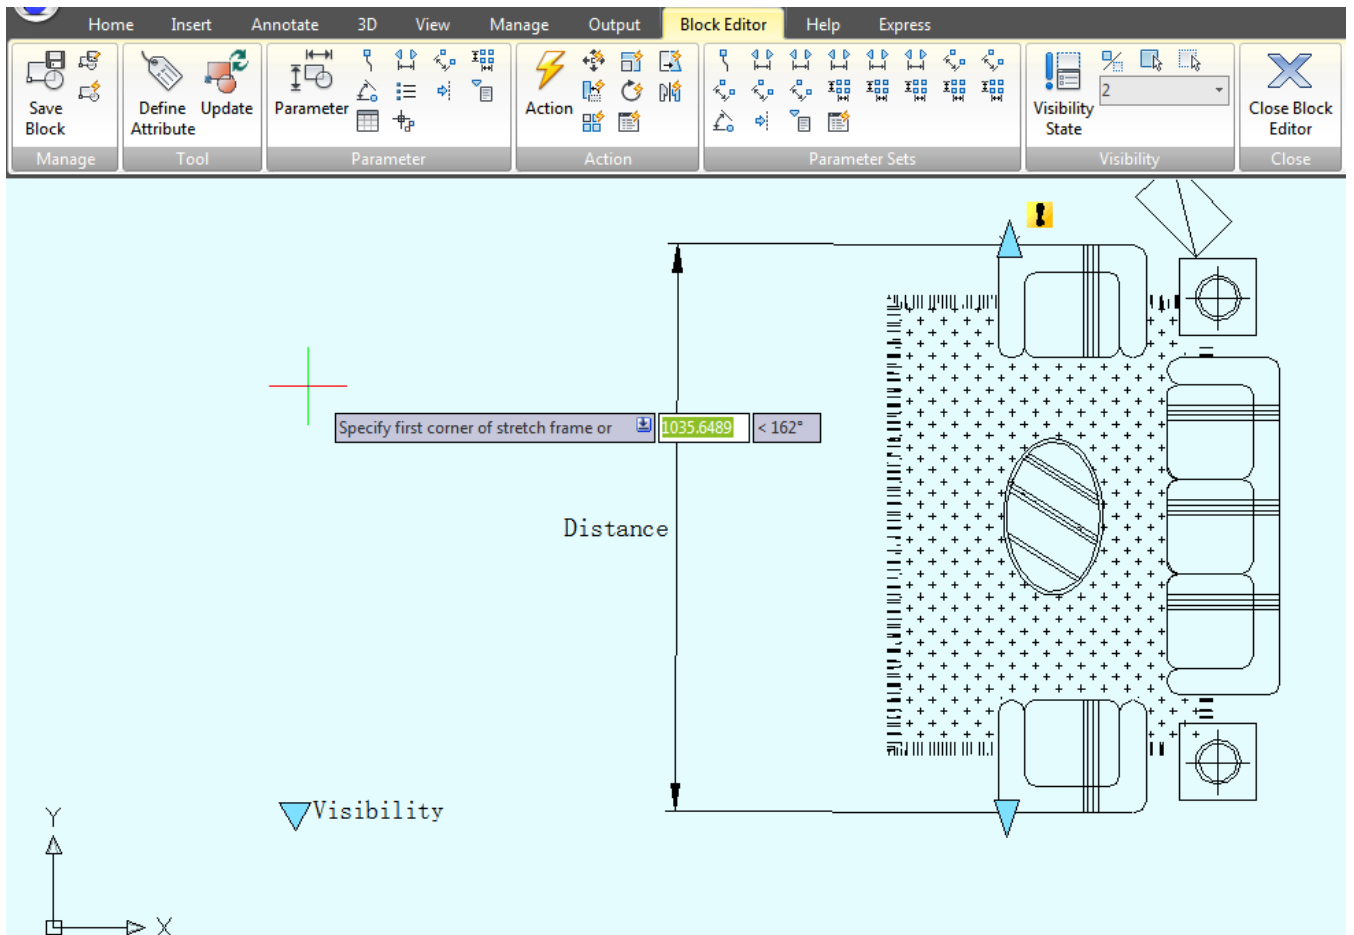 Home Insert Annotate 3D View Manage Output Block Editor Help Express
Save Block
Define Attribute
Update
Parameter
Action
2
Visibility State
Close Block Editor
Manage Tool Parameter Action Parameter Sets Visibility Close
Specify first corner of stretch frame or 1035.6489 < 162°
Distance
Visibility
Y
X